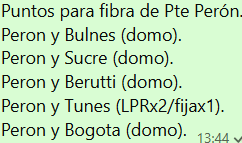 Puntos para fibra de Pte Perón.
Peron y Bulnes (domo).
Peron y Sucre (domo).
Peron y Berutti (domo).
Peron y Tunes (LPRx2/fijax1).
Peron y Bogota (domo).
13:44